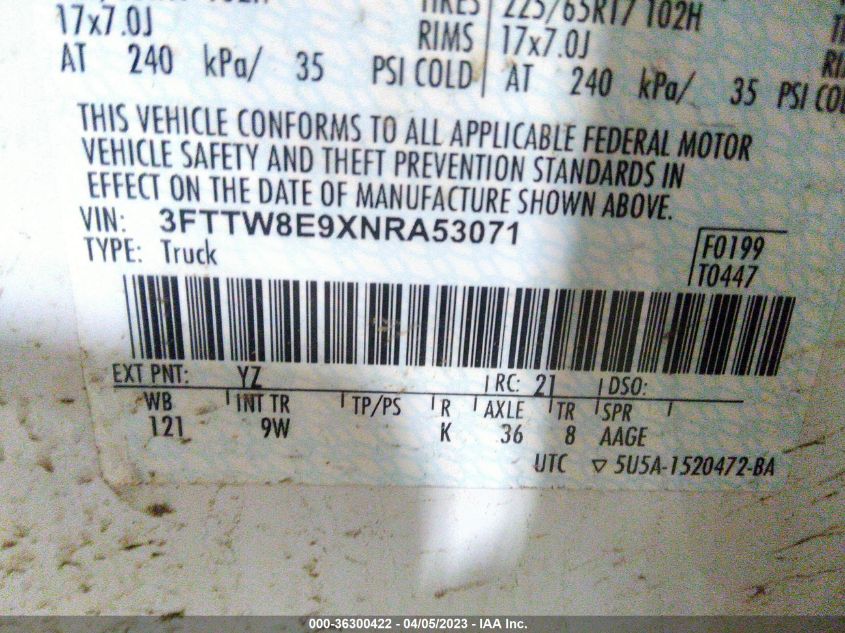 TIRES 225/65R17 102H
17x7.0J RIMS 17x7.0J
AT 240 kPa/ 35 PSI COLD AT 240 kPa/ 35 PSI
THIS VEHICLE CONFORMS TO ALL APPLICABLE FEDERAL MOTOR
VEHICLE SAFETY AND THEFT PREVENTION STANDARDS IN
EFFECT ON THE DATE OF MANUFACTURE SHOWN ABOVE.
VIN: 3FTTW8E9XNRA53071
TYPE: Truck
F0199
T0447
EXT PNT: YZ RC: 21 DSO:
WB INT TR TP/PS R AXLE TR SPR
121 9W K 36 8 AAGE
UTC ▽ 5U5A-1520472-BA
000-36300422 - 04/05/2023 - IAA Inc.